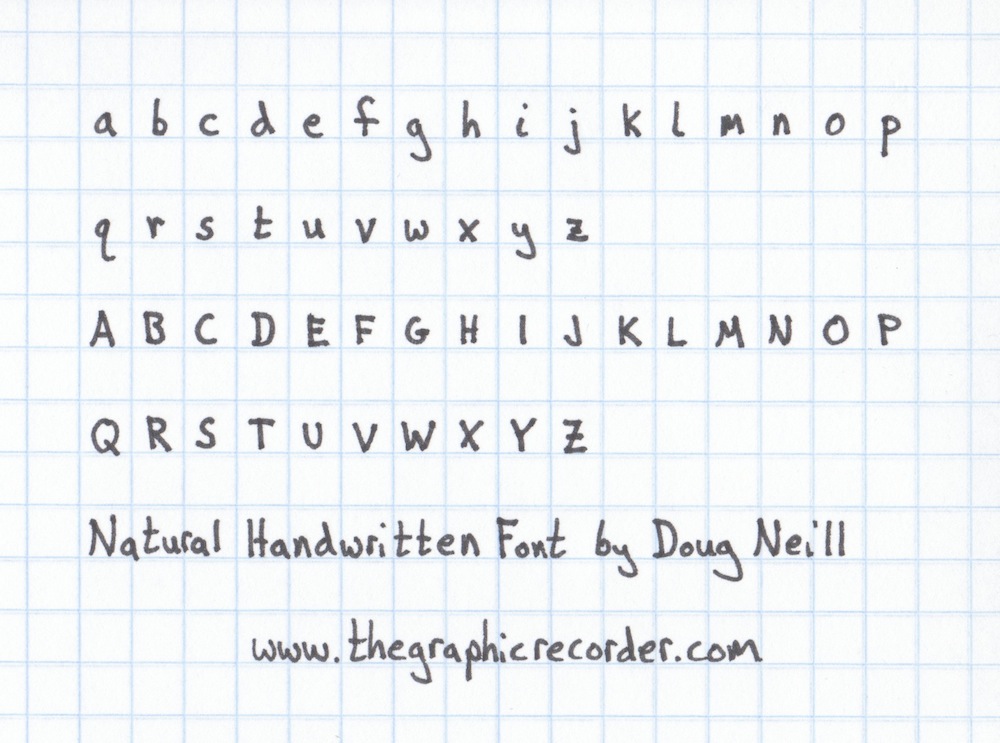 a b c d e f g h i j k l m n o p
q r s t u v w x y z
A B C D E F G H I J K L M N O P
Q R S T U V W X Y Z
Natural Handwritten Font by Doug Neill
www.thegraphicrecorder.com